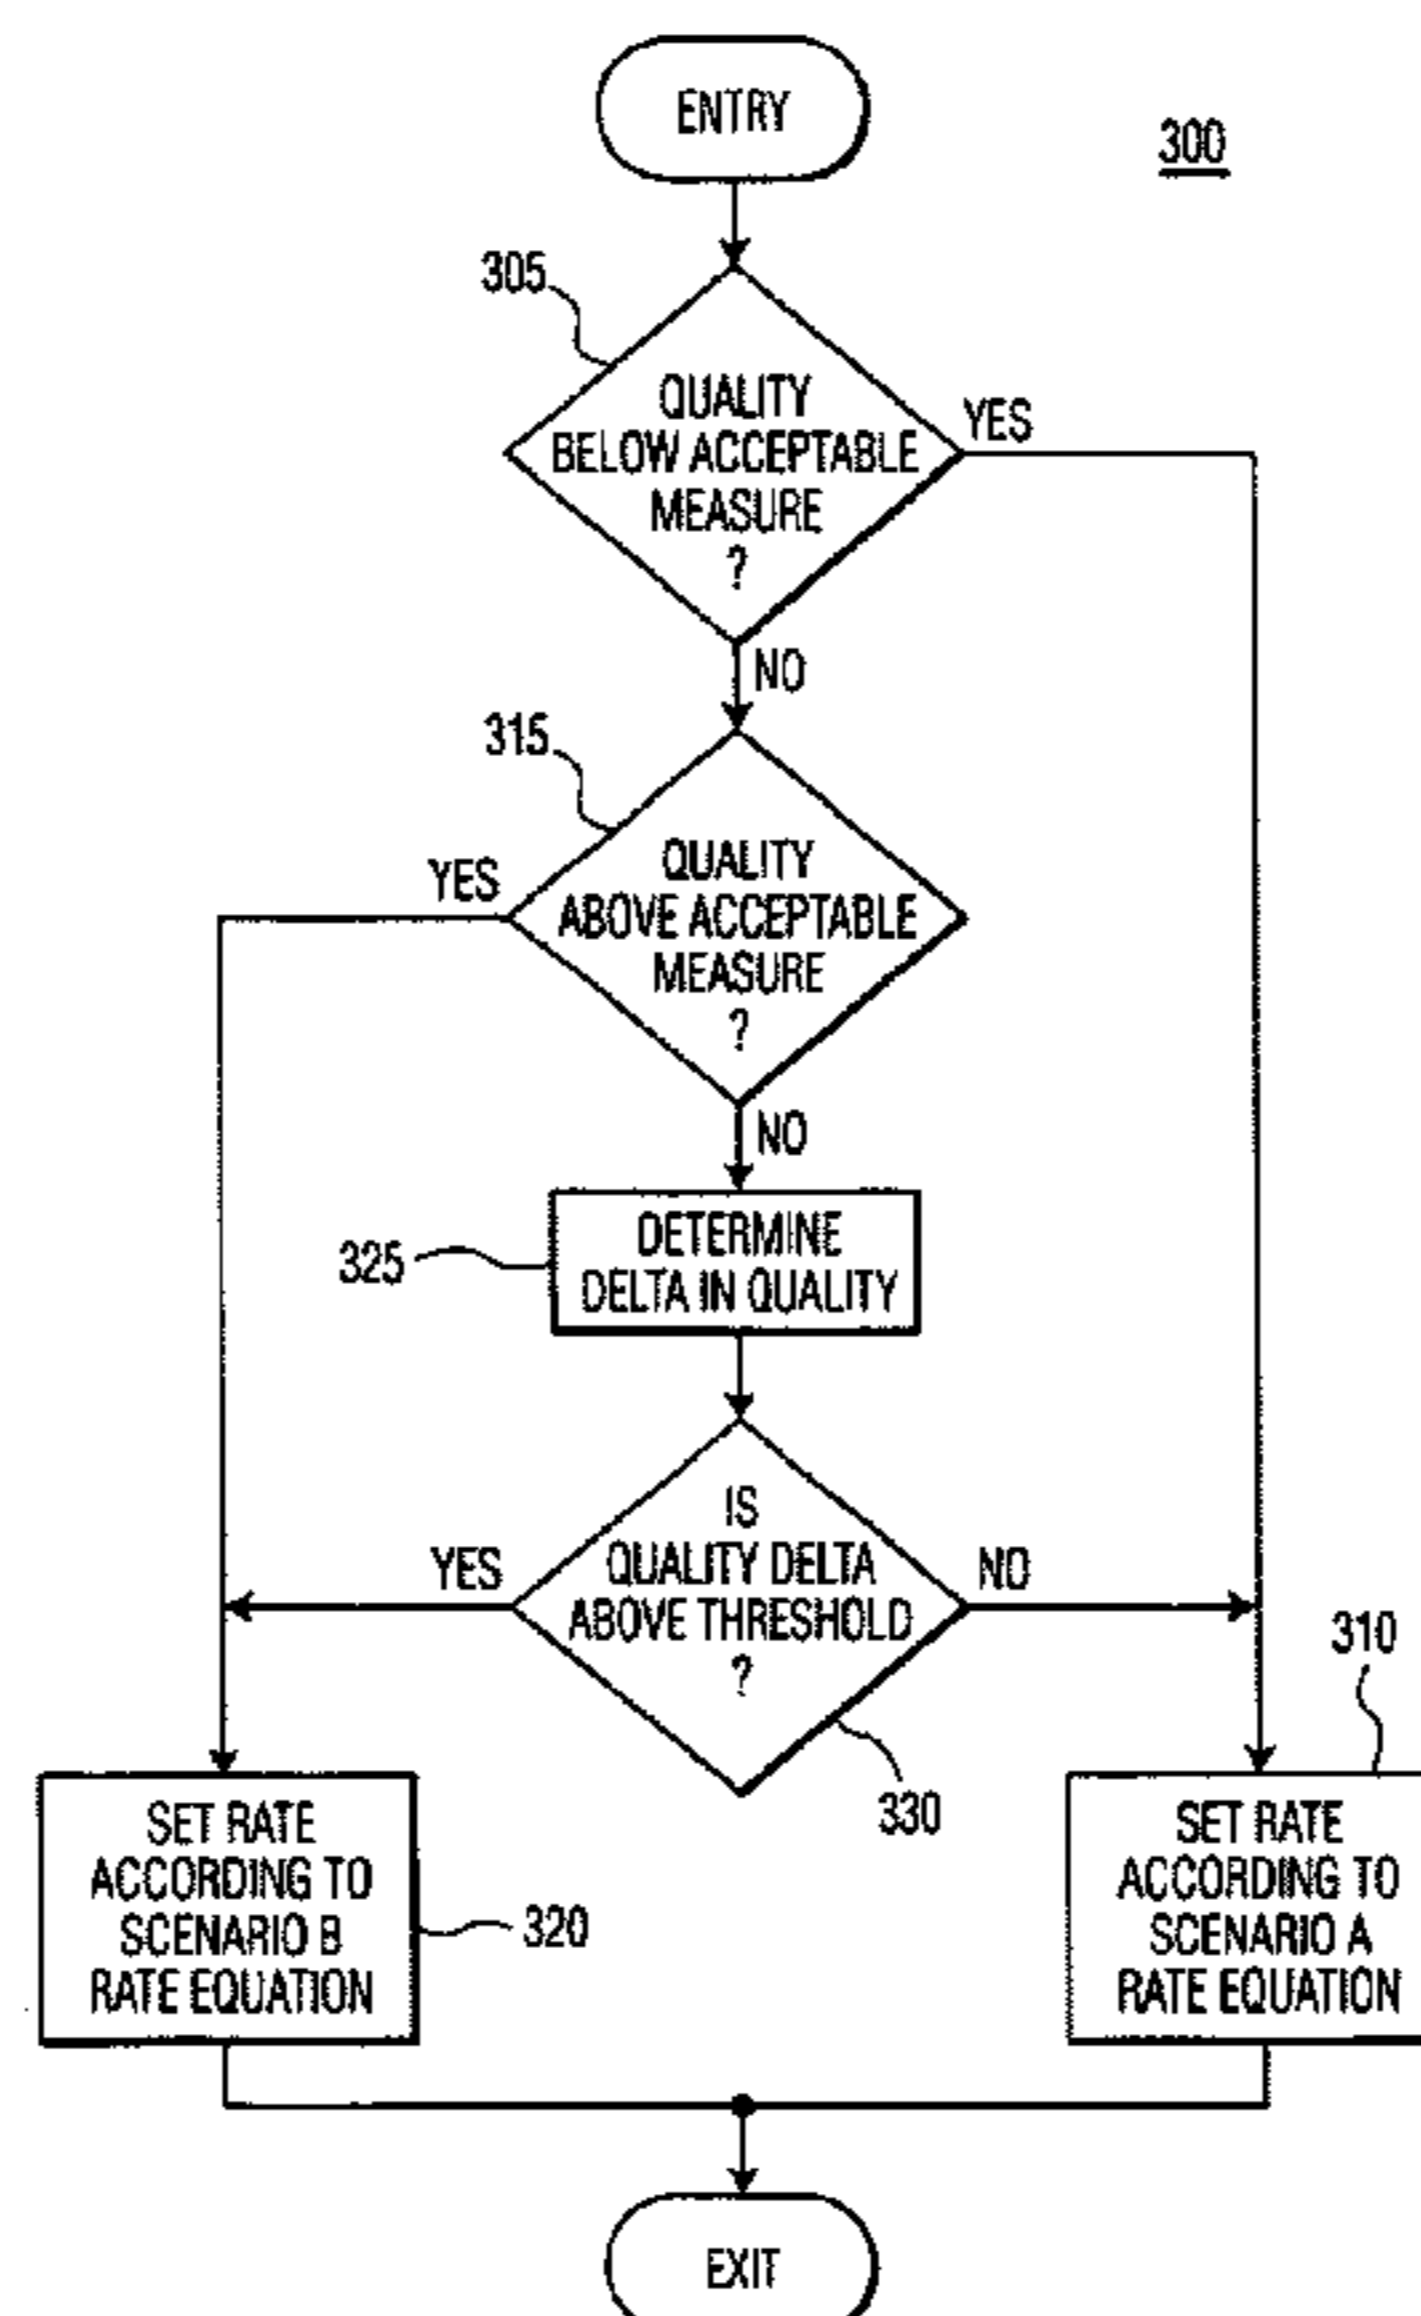 ENTRY
300
305
QUALITY
BELOW ACCEPTABLE
MEASURE
?
YES
NO
315
QUALITY
ABOVE ACCEPTABLE
MEASURE
?
YES
NO
325
DETERMINE
DELTA IN QUALITY
IS
QUALITY DELTA
ABOVE THRESHOLD
?
YES
NO
330
310
SET RATE
ACCORDING TO
SCENARIO B
RATE EQUATION
320
SET RATE
ACCORDING TO
SCENARIO A
RATE EQUATION
EXIT